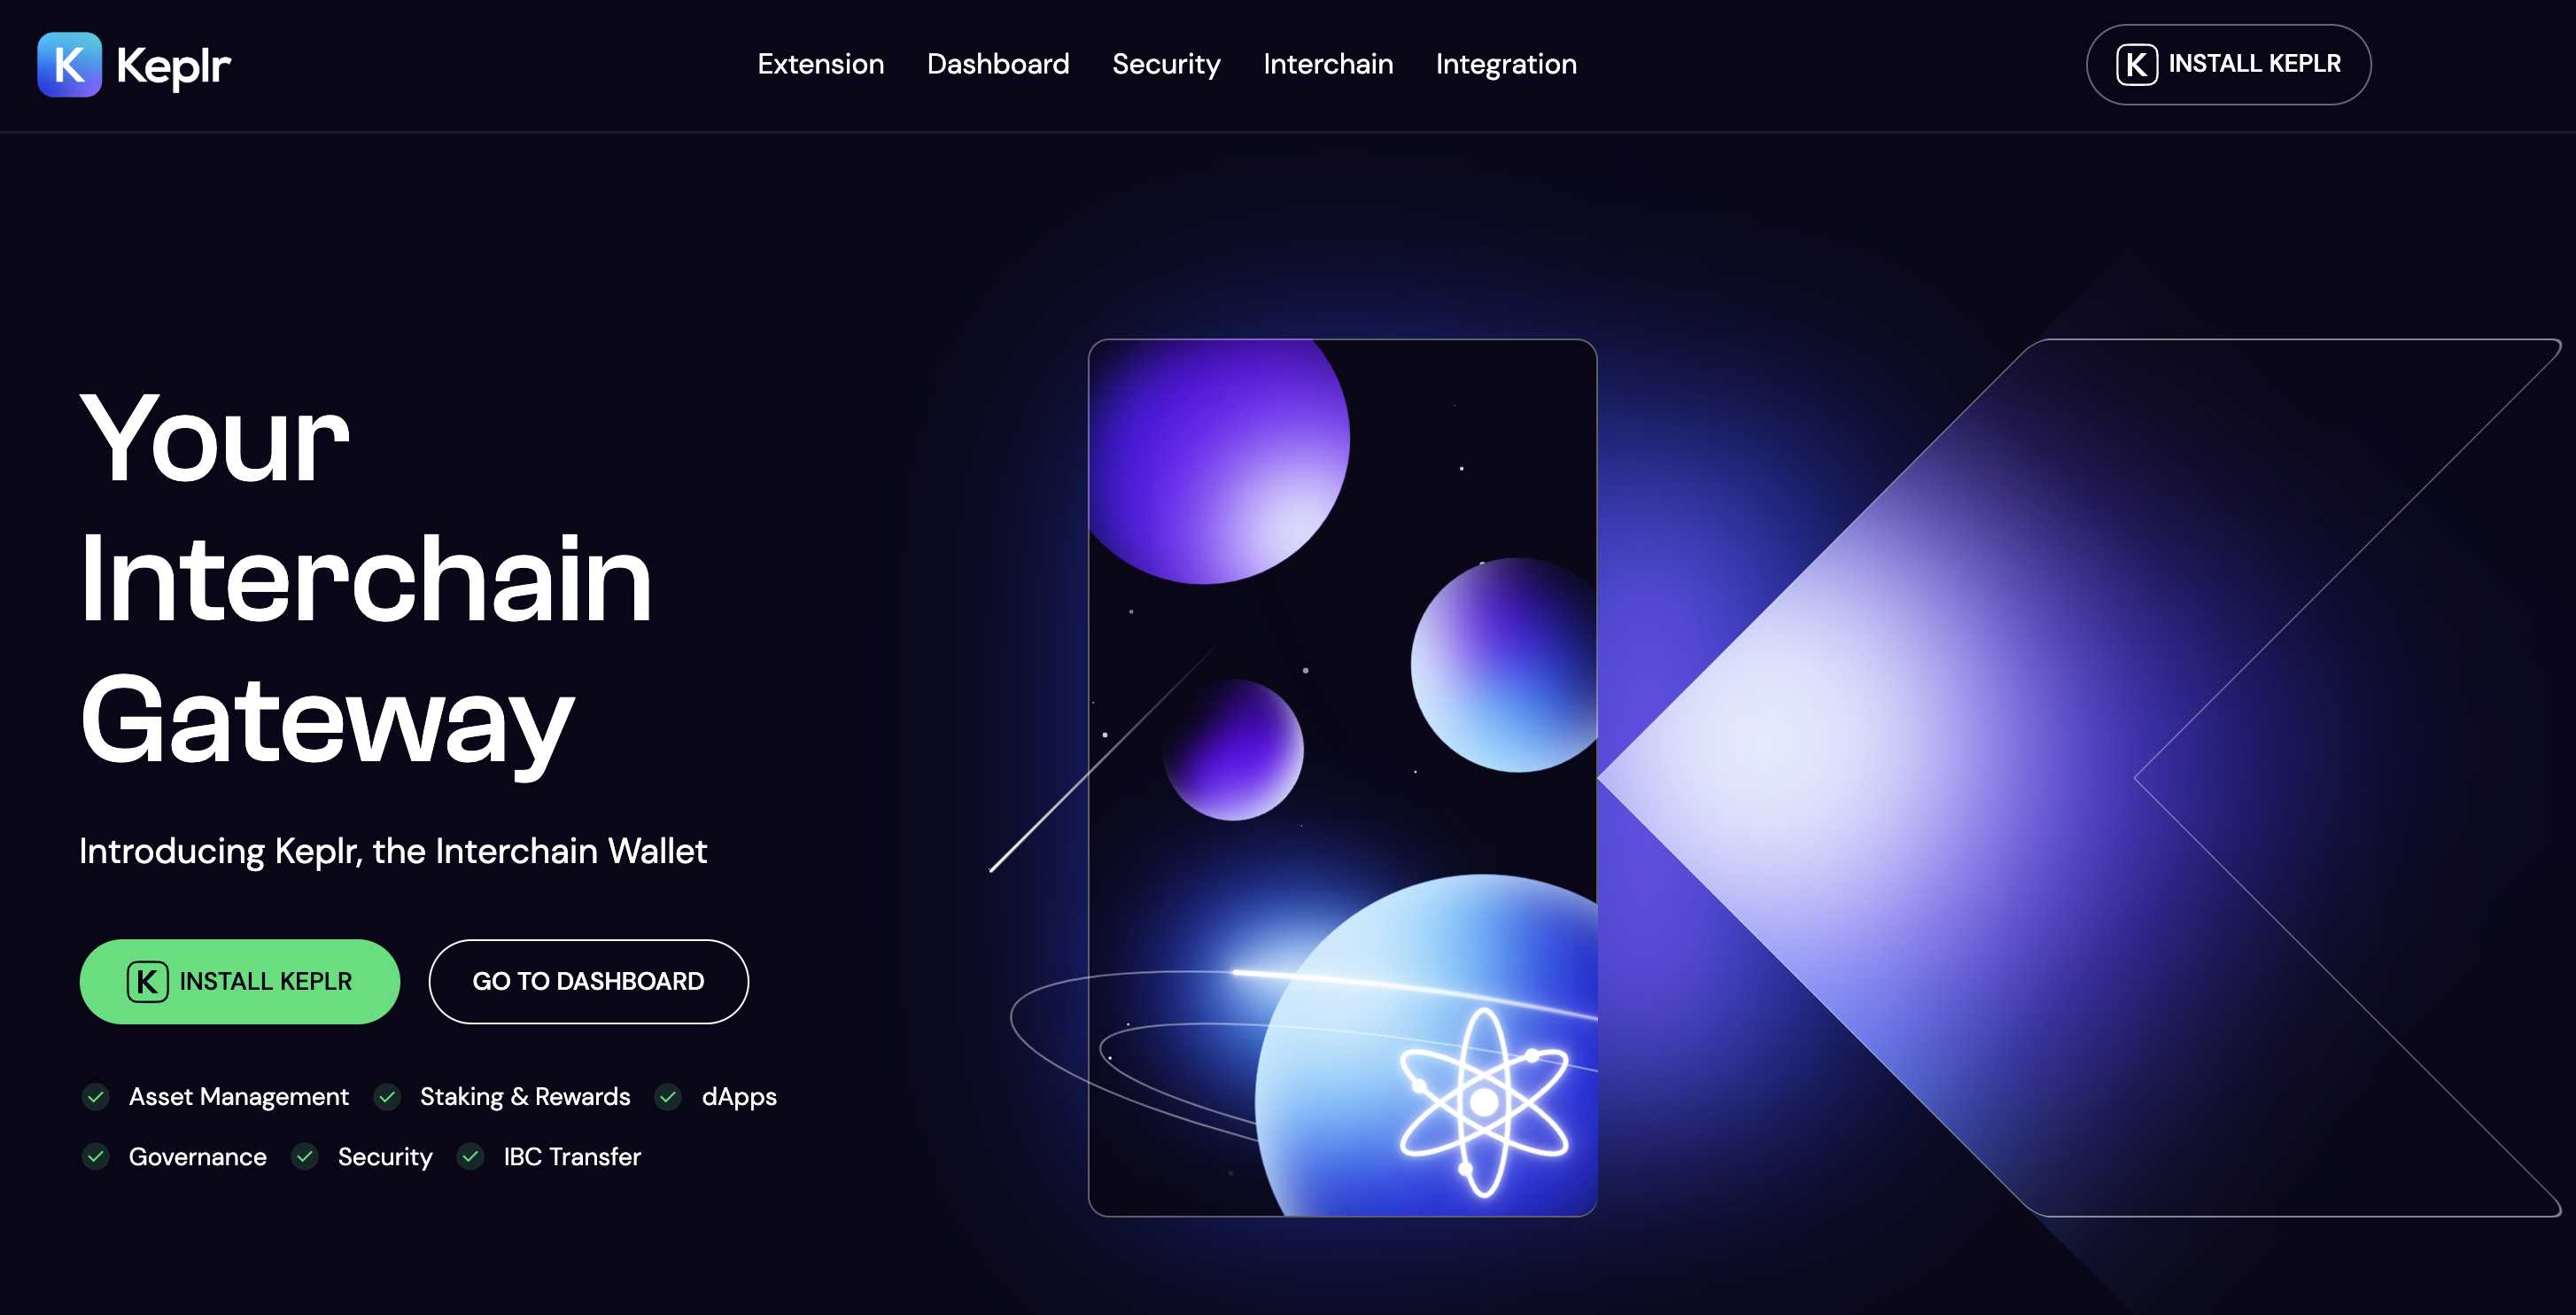 K Keplr
Extension Dashboard Security Interchain Integration
K INSTALL KEPLR
Your
Interchain
Gateway
Introducing Keplr, the Interchain Wallet
K INSTALL KEPLR
GO TO DASHBOARD
Asset Management Staking & Rewards dApps
Governance Security IBC Transfer